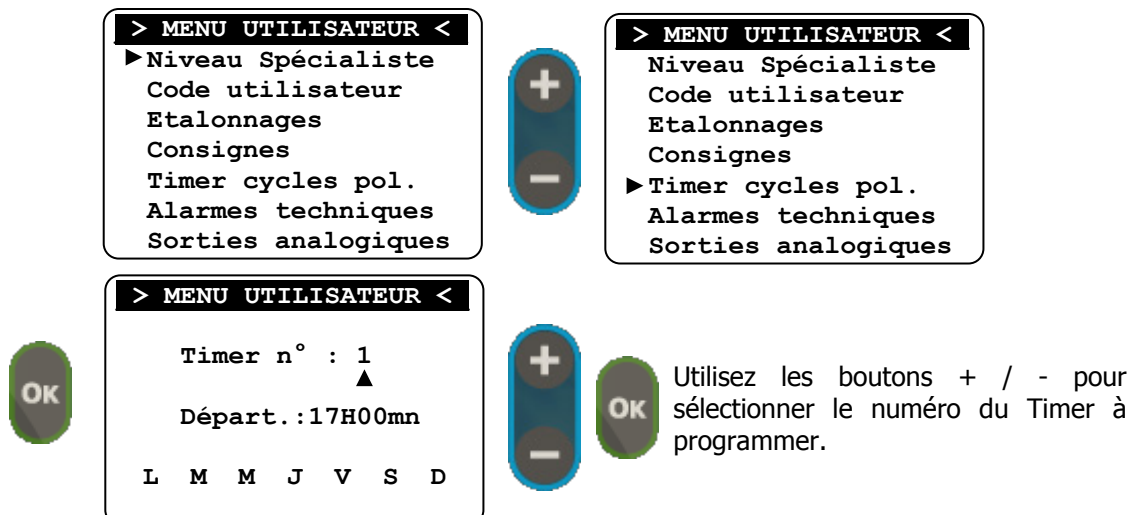 > MENU UTILISATEUR <
►Niveau Spécialiste
Code utilisateur
Etalonnages
Consignes
Timer cycles pol.
Alarmes techniques
Sorties analogiques
+
-
> MENU UTILISATEUR <
Niveau Spécialiste
Code utilisateur
Etalonnages
Consignes
►Timer cycles pol.
Alarmes techniques
Sorties analogiques
OK
> MENU UTILISATEUR <
Timer n° : 1
▲
Départ.:17H00mn
L M M J V S D
+
-
OK
Utilisez les boutons + / - pour
sélectionner le numéro du Timer à
programmer.